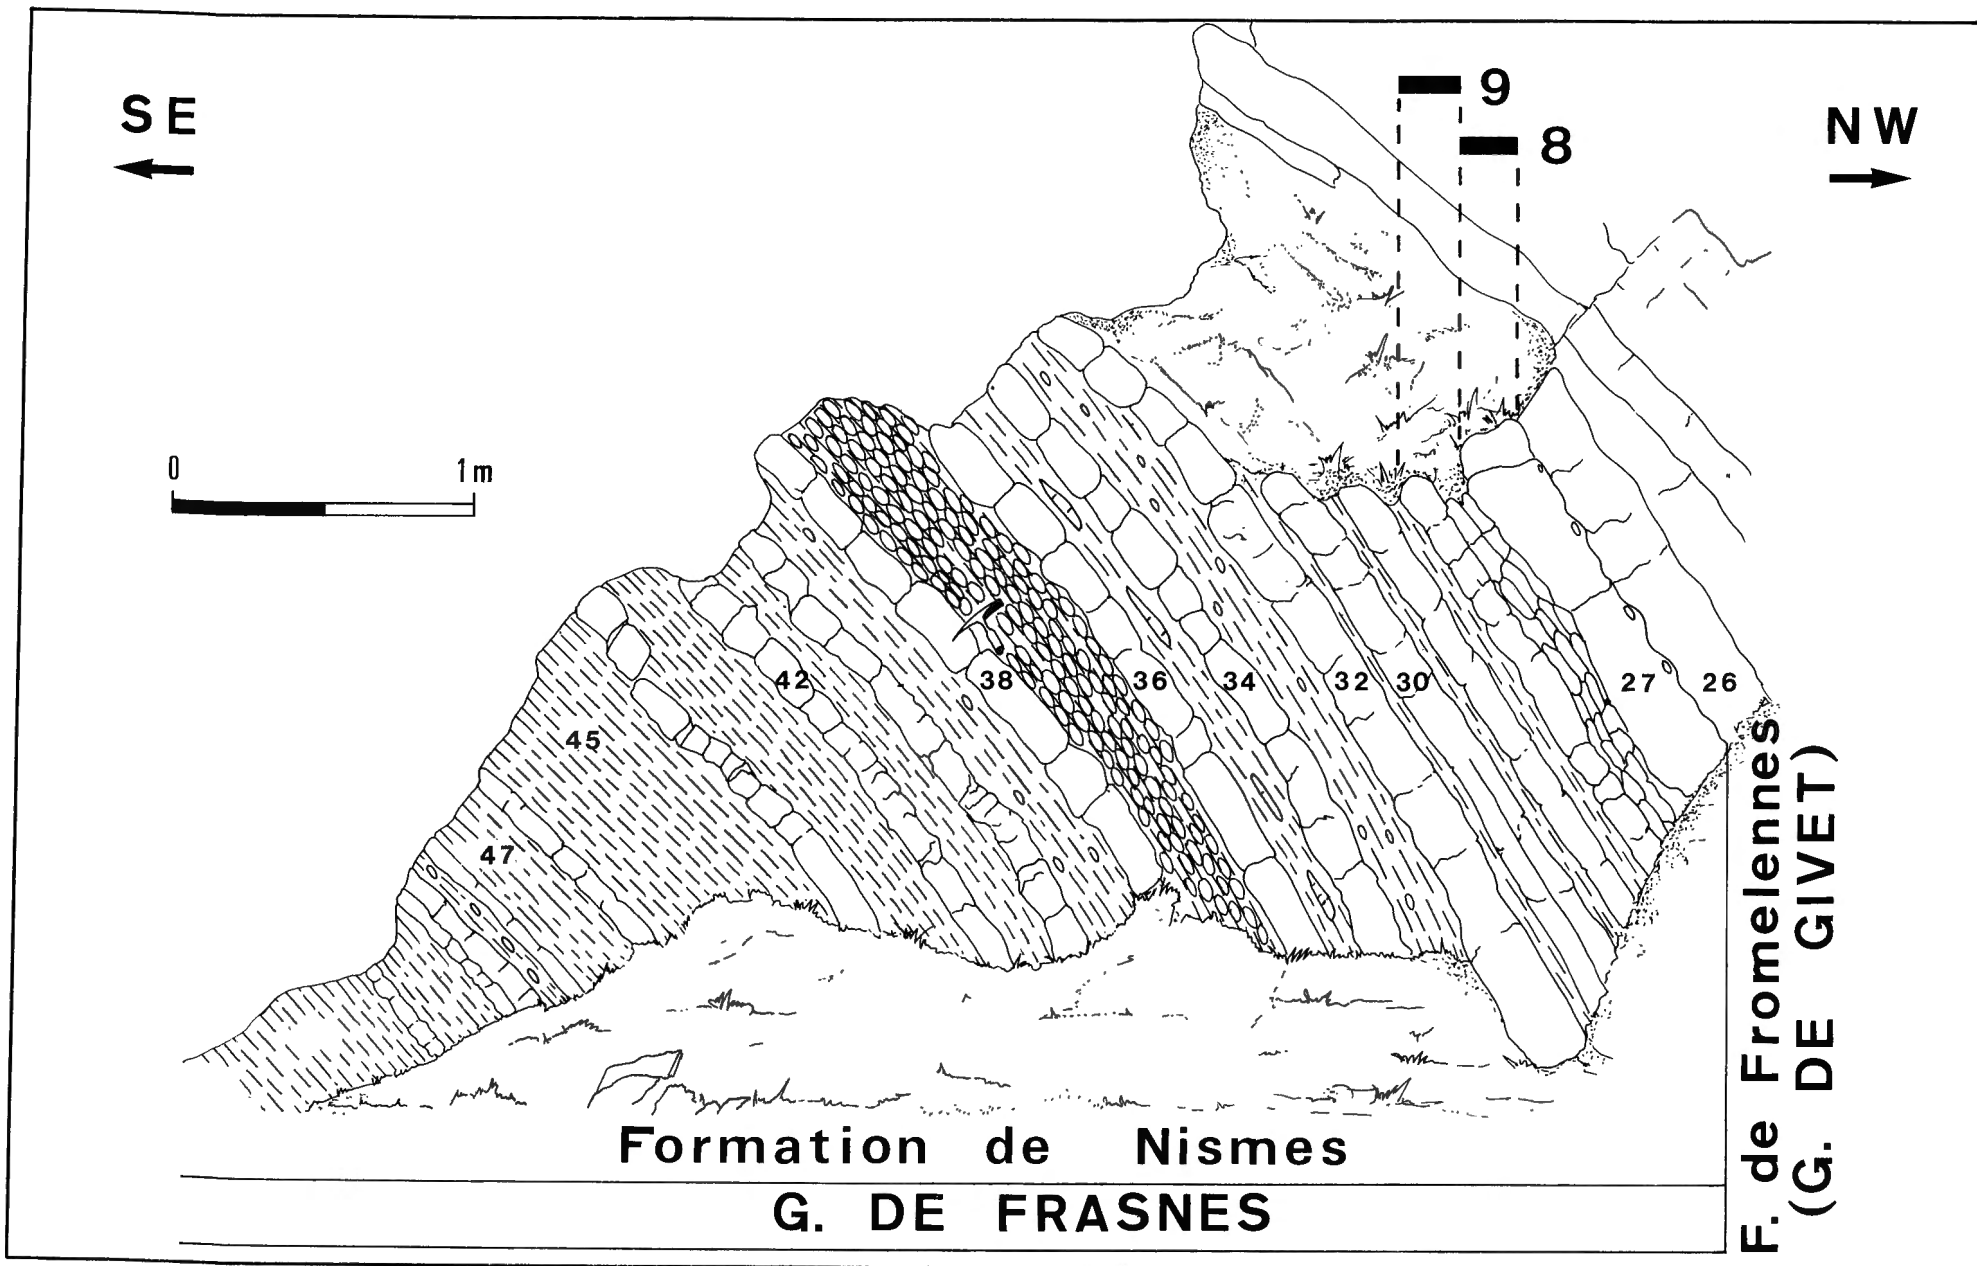 SE
NW
9
8
0 1m
45
47
42
38
36
34
32
30
27
26
Formation de Nismes
G. DE FRASNES
F. de Fromelennes
(G. DE GIVET)